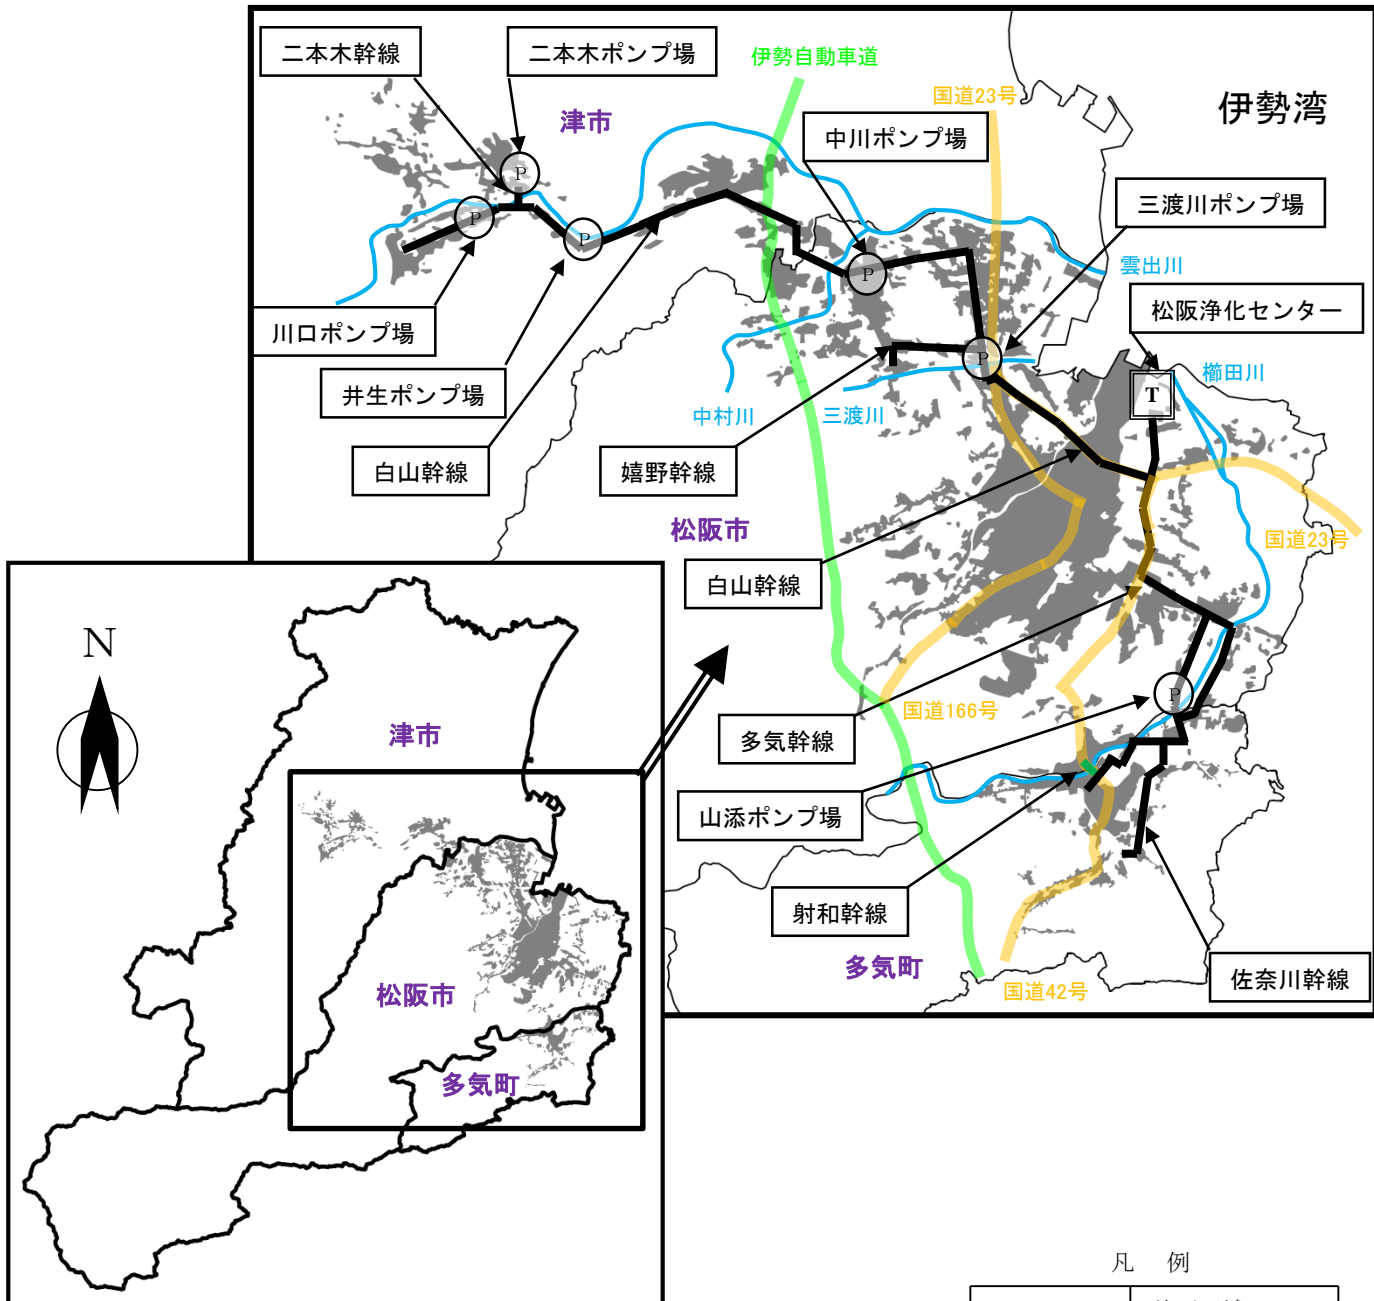 二本木幹線
二本木ポンプ場
伊勢自動車道
国道23号
伊勢湾
津市
中川ポンプ場
三渡川ポンプ場
P
P
P
P
雲出川
川口ポンプ場
松阪浄化センター
P
井生ポンプ場
櫛田川
T
中村川
三渡川
白山幹線
嬉野幹線
松阪市
国道23号
白山幹線
N
P
国道166号
津市
多気幹線
山添ポンプ場
射和幹線
多気町
佐奈川幹線
国道42号
松阪市
多気町
凡 例